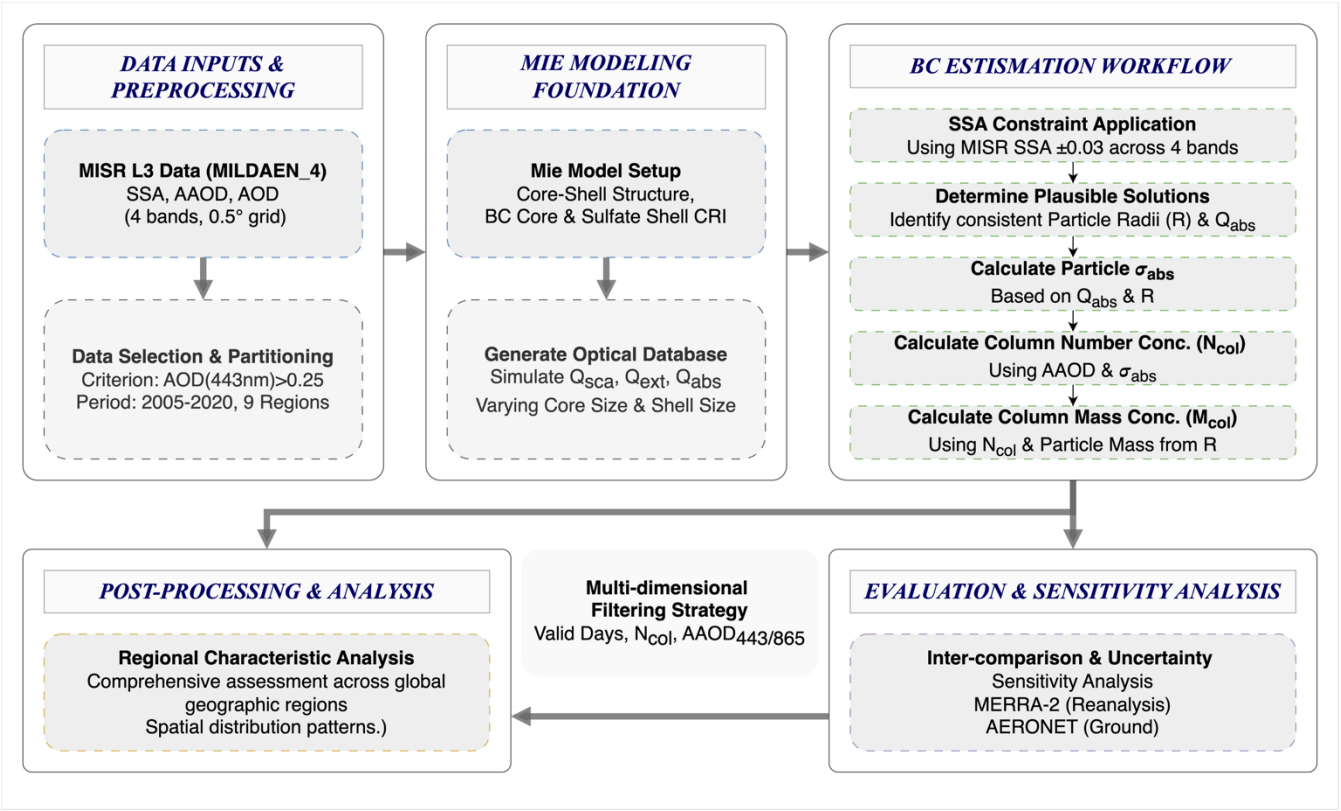 DATA INPUTS &
PREPROCESSING
MISR L3 Data (MILDAEN_4)
SSA, AAOD, AOD
(4 bands, 0.5° grid)
Data Selection & Partitioning
Criterion: AOD(443nm)>0.25
Period: 2005-2020, 9 Regions
MIE MODELING
FOUNDATION
Mie Model Setup
Core-Shell Structure,
BC Core & Sulfate Shell CRI
Generate Optical Database
Simulate Qsca, Qext, Qabs
Varying Core Size & Shell Size
BC ESTISMATION WORKFLOW
SSA Constraint Application
Using MISR SSA ±0.03 across 4 bands
Determine Plausible Solutions
Identify consistent Particle Radii (R) & Qabs
Calculate Particle σabs
Based on Qabs & R
Calculate Column Number Conc. (Ncol)
Using AAOD & σabs
Calculate Column Mass Conc. (Mcol)
Using Ncol & Particle Mass from R
POST-PROCESSING & ANALYSIS
Regional Characteristic Analysis
Comprehensive assessment across global
geographic regions
Spatial distribution patterns.)
Multi-dimensional
Filtering Strategy
Valid Days, Ncol, AAOD443/865
EVALUATION & SENSITIVITY ANALYSIS
Inter-comparison & Uncertainty
Sensitivity Analysis
MERRA-2 (Reanalysis)
AERONET (Ground)